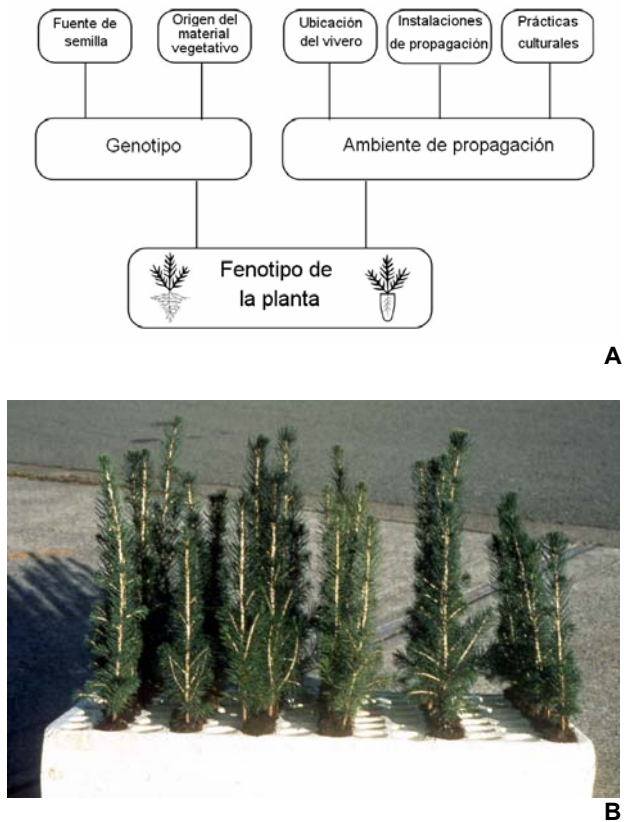 Fuente de
semilla
Origen del
material
vegetativo
Ubicación
del vivero
Instalaciones
de propagación
Prácticas
culturales
Genotipo
Ambiente de propagación
Fenotipo de
la planta
A
B